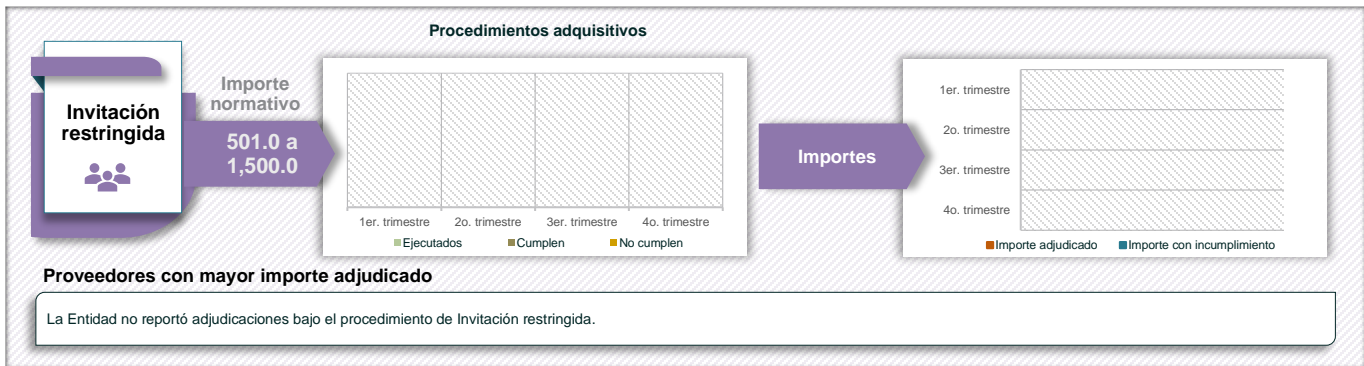 Procedimientos adquisitivos
Invitación
restringida
Importe
normativo
501.0 a
1,500.0
1er. trimestre 2o. trimestre 3er. trimestre 4o. trimestre
Ejecutados Cumplen No cumplen
Importes
1er. trimestre
2o. trimestre
3er. trimestre
4o. trimestre
Importe adjudicado Importe con incumplimiento
Proveedores con mayor importe adjudicado
La Entidad no reportó adjudicaciones bajo el procedimiento de Invitación restringida.